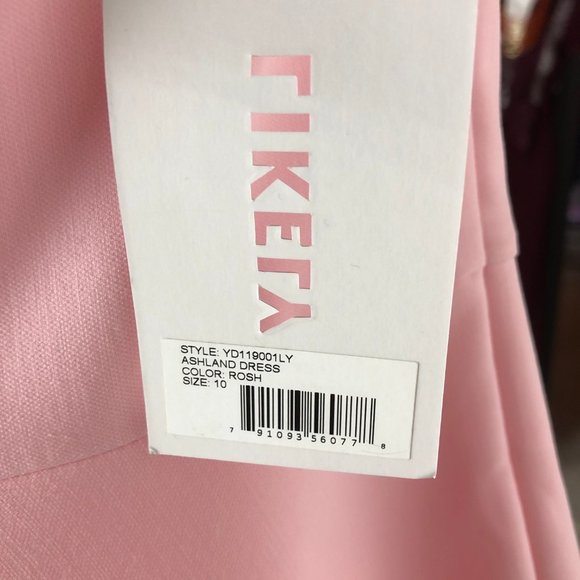 LIKELY
STYLE: YD119001LY
ASHLAND DRESS
COLOR: ROSH
SIZE: 10
7 91093 56077 8